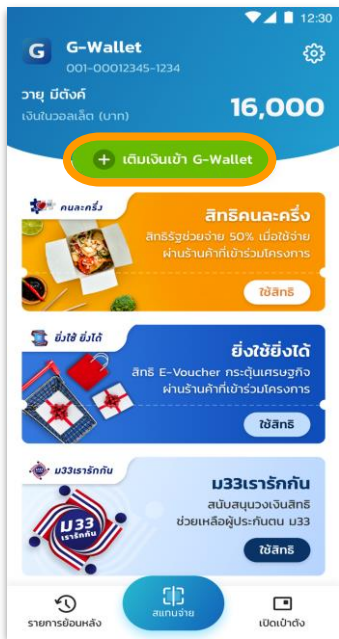 12:30
G
G-Wallet
001-00012345-1234
วายุ มีตังค์
เงินในวอลเล็ต (บาท)
16,000
+ เติมเงินเข้า G-Wallet
คนละครึ่ง
สิทธิคนละครึ่ง
สิทธิรัฐช่วยจ่าย 50% เมื่อใช้จ่าย
ผ่านร้านค้าที่เข้าร่วมโครงการ
ใช้สิทธิ
ยิ่งใช้ ยิ่งได้
ยิ่งใช้ยิ่งได้
สิทธิ E-Voucher กระตุ้นเศรษฐกิจ
ผ่านร้านค้าที่เข้าร่วมโครงการ
ใช้สิทธิ
ม33เรารักกัน
ม33เรารักกัน
สนับสนุนวงเงินสิทธิ
ช่วยเหลือผู้ประกันตน ม33
ม33
เรารักกัน
ใช้สิทธิ
รายการย้อนหลัง
สแกนจ่าย
เปิดเป๋าตัง